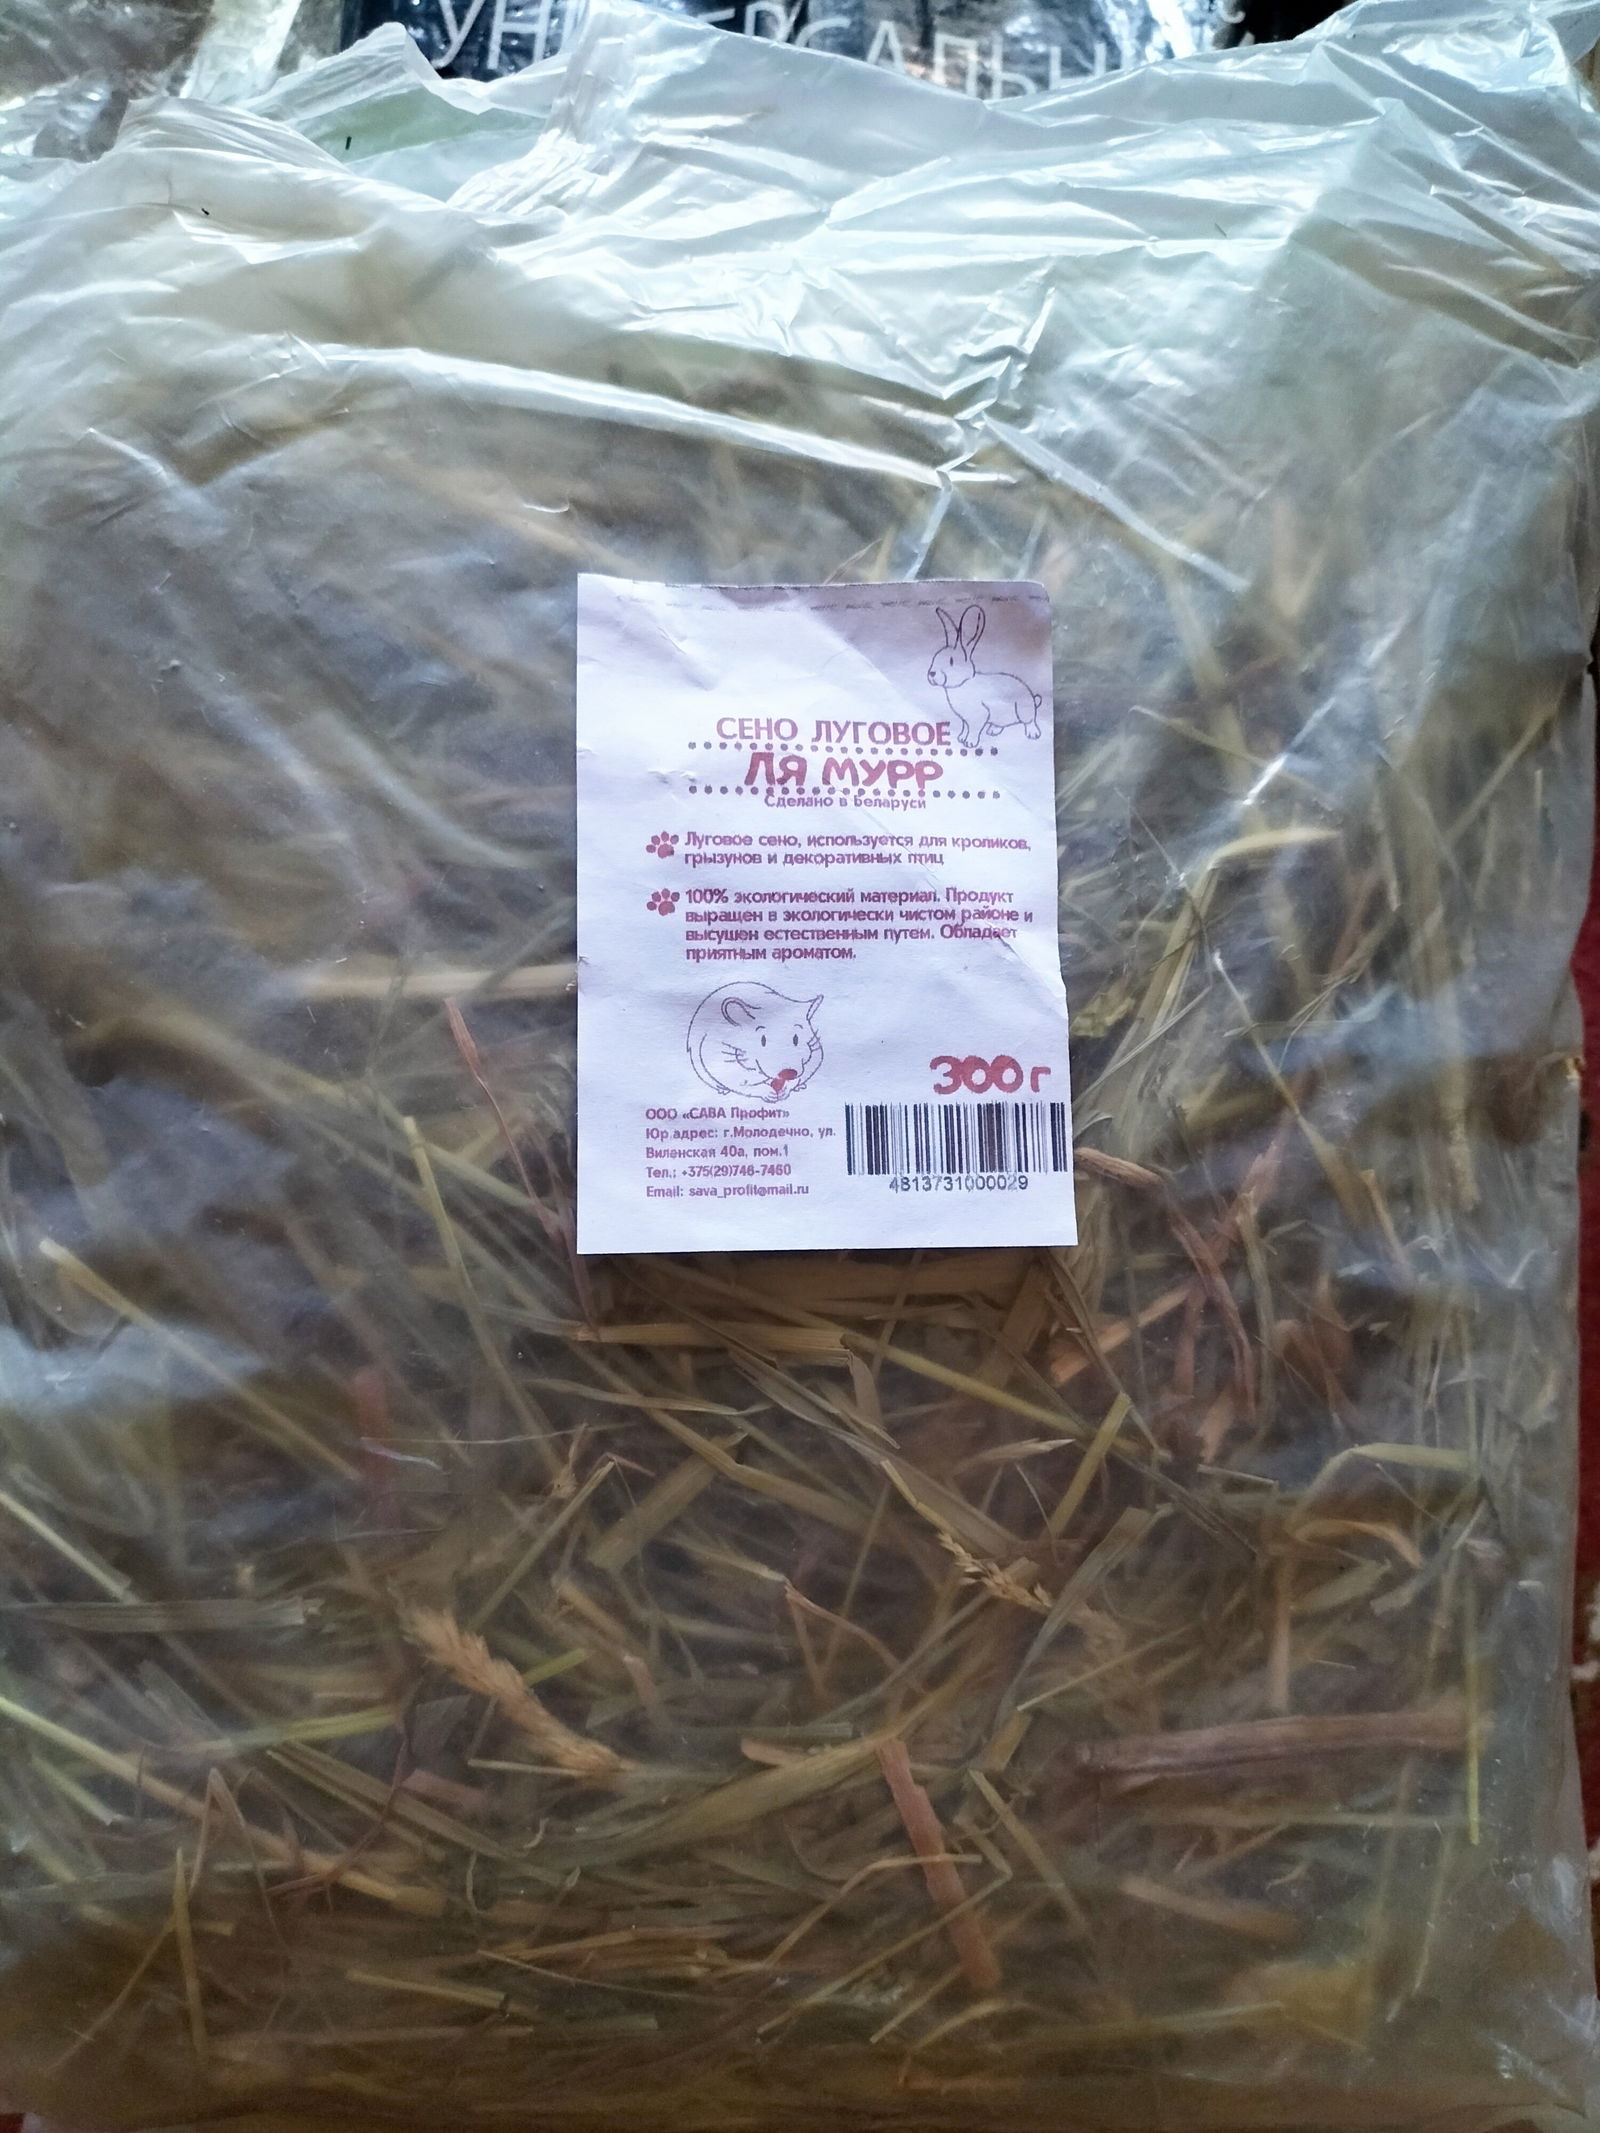 УНИВЕРСАЛЬНЫЙ
СЕНО ЛУГОВОЕ
ЛЯ МУРР
Сделано в Беларуси
Луговое сено, используется для кроликов,
грызунов и декоративных птиц
100% экологический материал. Продукт
выращен в экологически чистом районе и
высушен естественным путем. Обладает
приятным ароматом.
300 г
ООО «САВА Профит»
Юр.адрес: г.Молодечно, ул.
Виленская 40а, пом.1
Тел.: +375(29)746-7460
Email: sava_profit@mail.ru
4813731000029